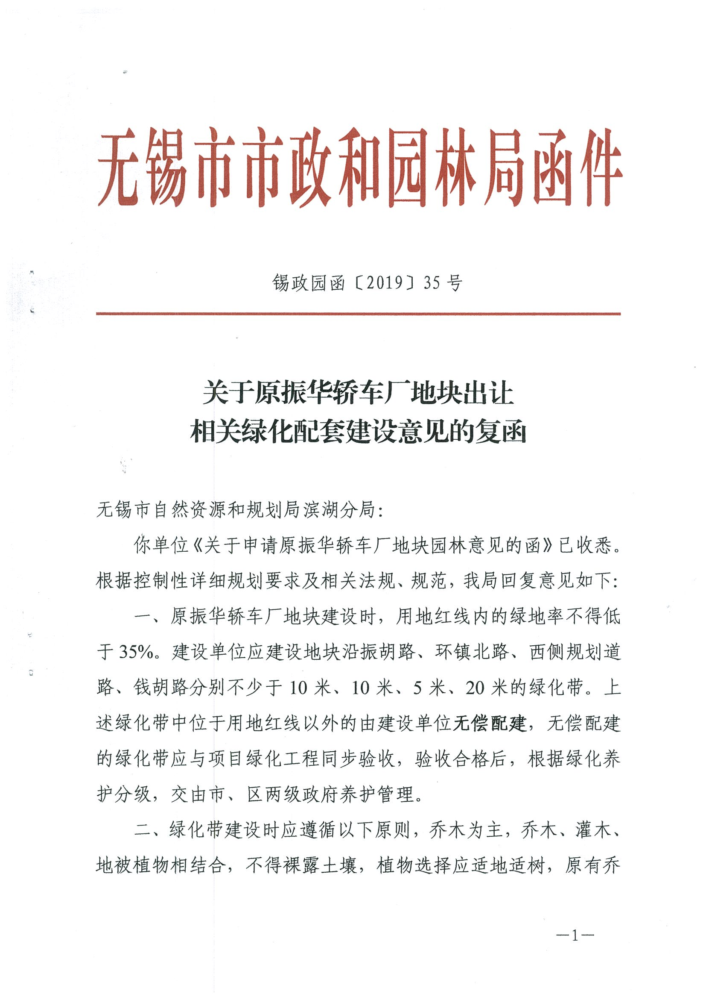 无锡市市政和园林局函件
锡政园函〔2019〕35 号
关于原振华轿车厂地块出让
相关绿化配套建设意见的复函
无锡市自然资源和规划局滨湖分局：
你单位《关于申请原振华轿车厂地块园林意见的函》已收悉。
根据控制性详细规划要求及相关法规、规范，我局回复意见如下：
一、原振华轿车厂地块建设时，用地红线内的绿地率不得低
于 35%。建设单位应建设地块沿振胡路、环镇北路、西侧规划道
路、钱胡路分别不少于 10 米、10 米、5 米、20 米的绿化带。上
述绿化带中位于用地红线以外的由建设单位无偿配建，无偿配建
的绿化带应与项目绿化工程同步验收，验收合格后，根据绿化养
护分级，交由市、区两级政府养护管理。
二、绿化带建设时应遵循以下原则，乔木为主，乔木、灌木、
地被植物相结合，不得裸露土壤，植物选择应适地适树，原有乔
—1—